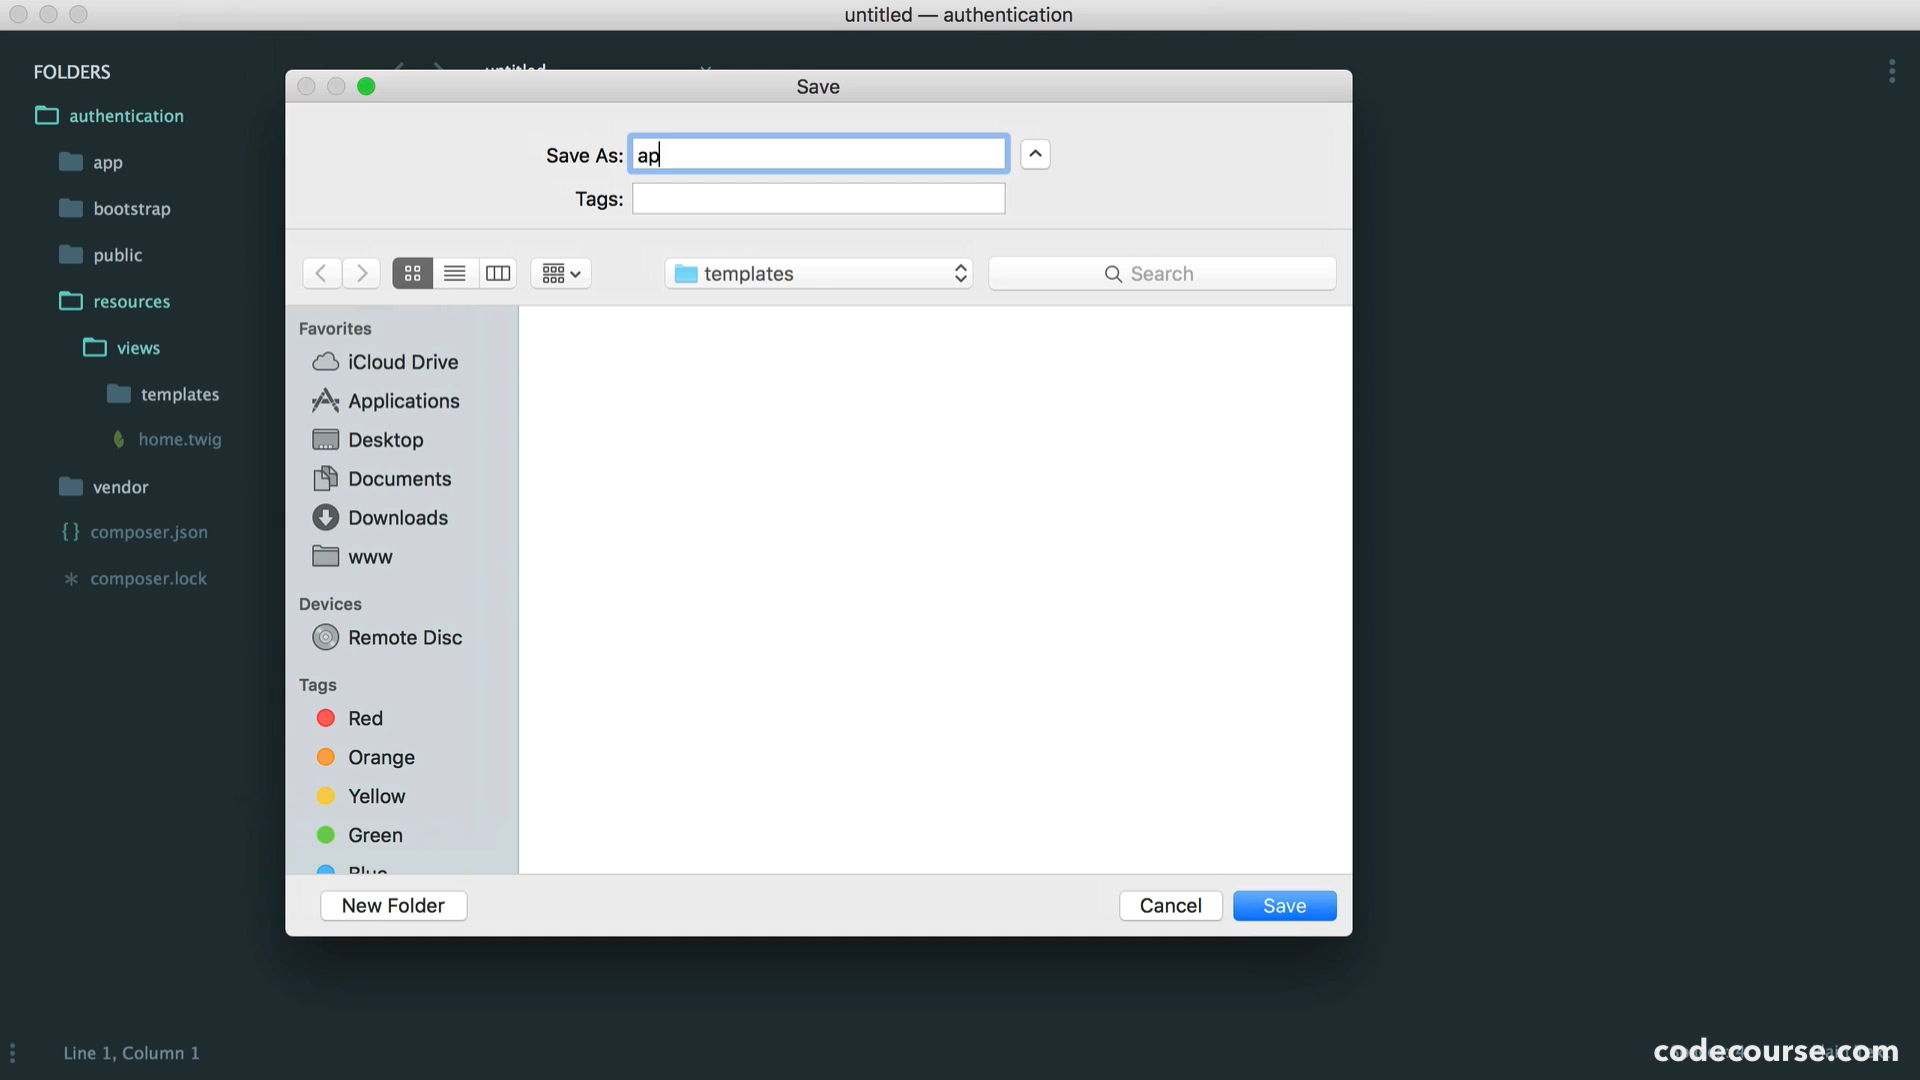 untitled — authentication
FOLDERS
authentication
app
bootstrap
public
resources
views
templates
home.twig
vendor
{ } composer.json
* composer.lock
untitled
Save
Save As: ap
Tags:
templates
Search
Favorites
iCloud Drive
Applications
Desktop
Documents
Downloads
www
Devices
Remote Disc
Tags
Red
Orange
Yellow
Green
Blue
New Folder
Cancel
Save
Line 1, Column 1
codecourse.com